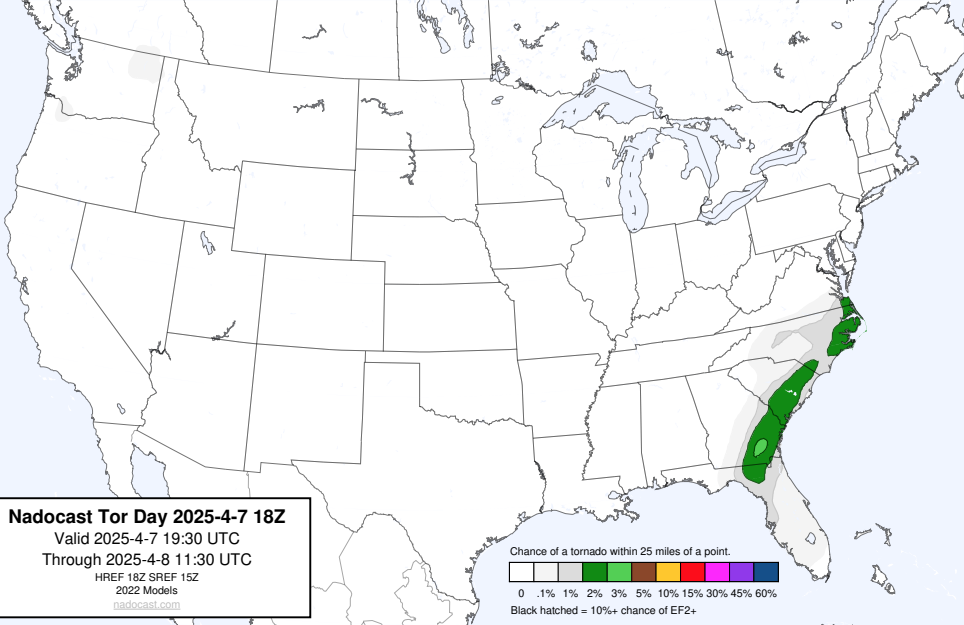 Nadocast Tor Day 2025-4-7 18Z
Valid 2025-4-7 19:30 UTC
Through 2025-4-8 11:30 UTC
HREF 18Z SREF 15Z
2022 Models
nadocast.com
Chance of a tornado within 25 miles of a point.
0 .1% 1% 2% 3% 5% 10% 15% 30% 45% 60%
Black hatched = 10%+ chance of EF2+